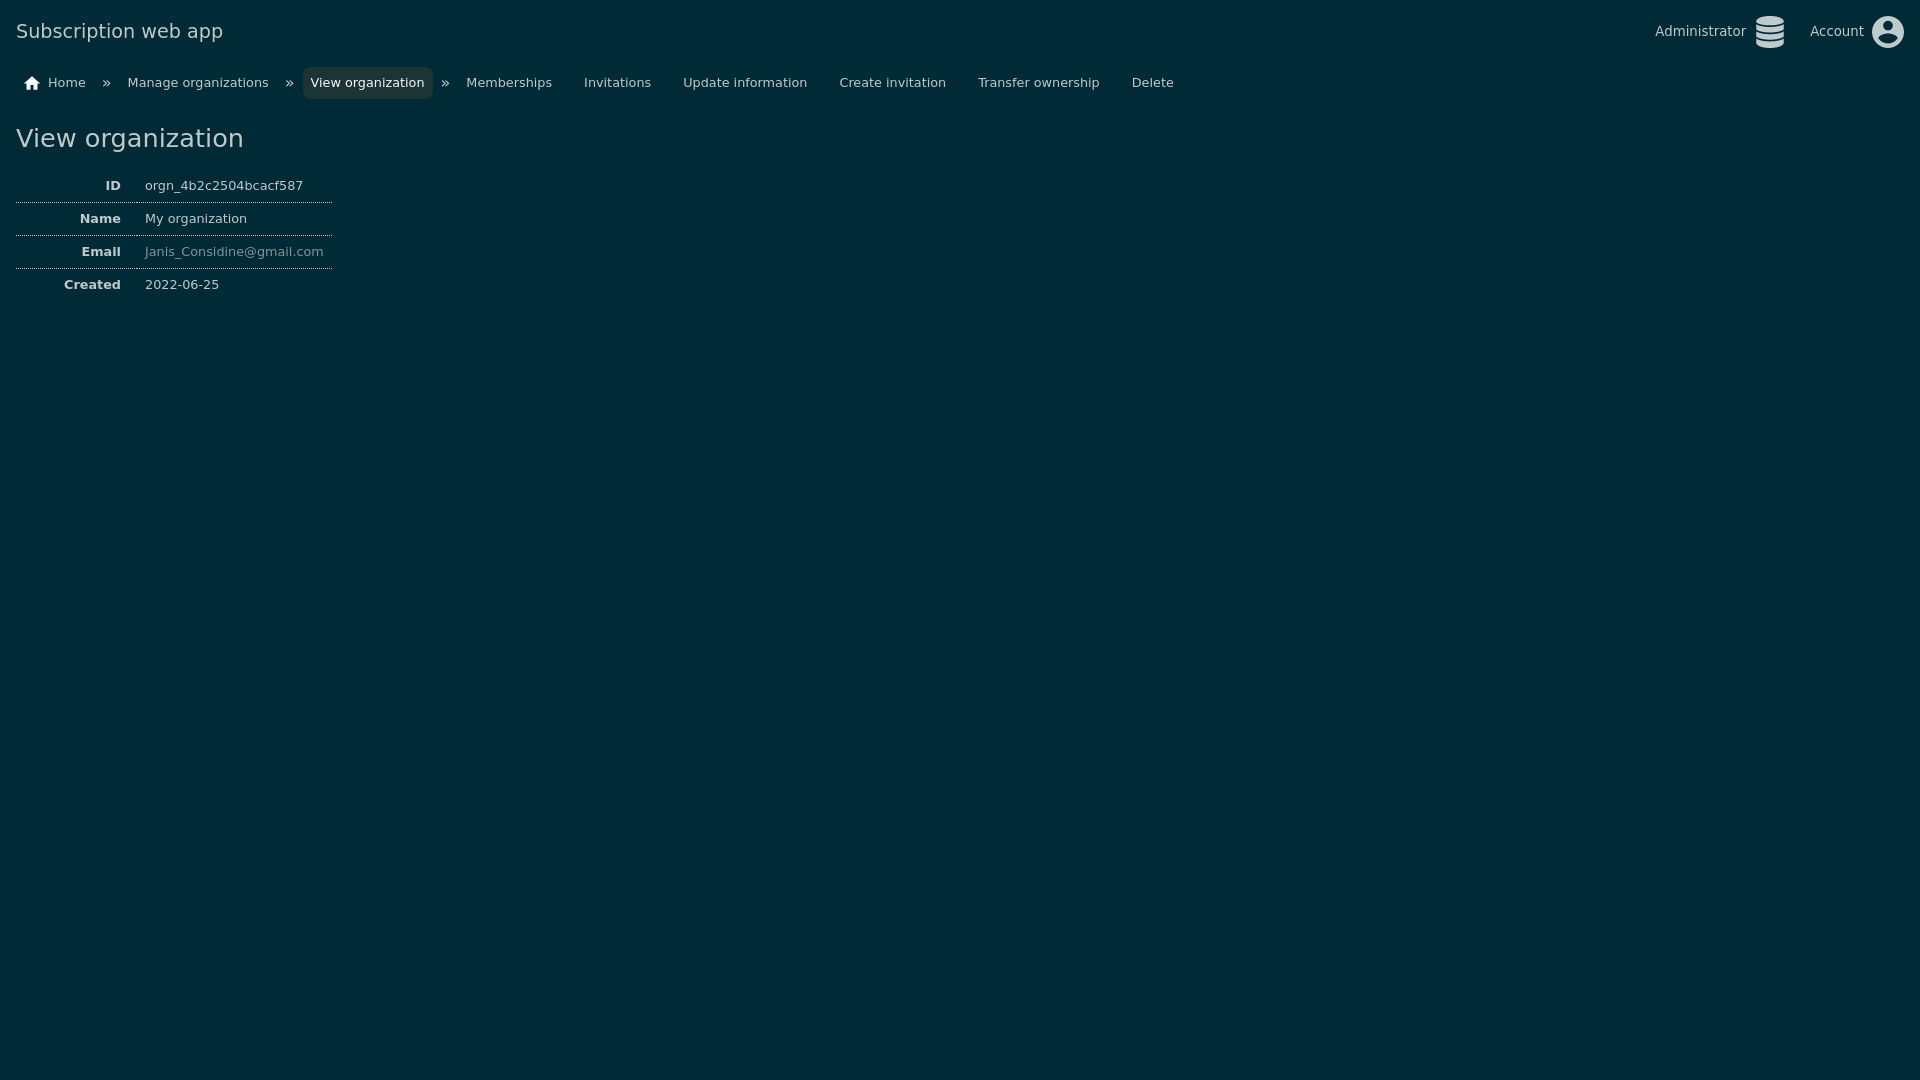 Subscription web app
Administrator
Account
Home » Manage organizations » View organization » Memberships Invitations Update information Create invitation Transfer ownership Delete
View organization
ID orgn_4b2c2504bcacf587
Name My organization
Email Janis_Considine@gmail.com
Created 2022-06-25